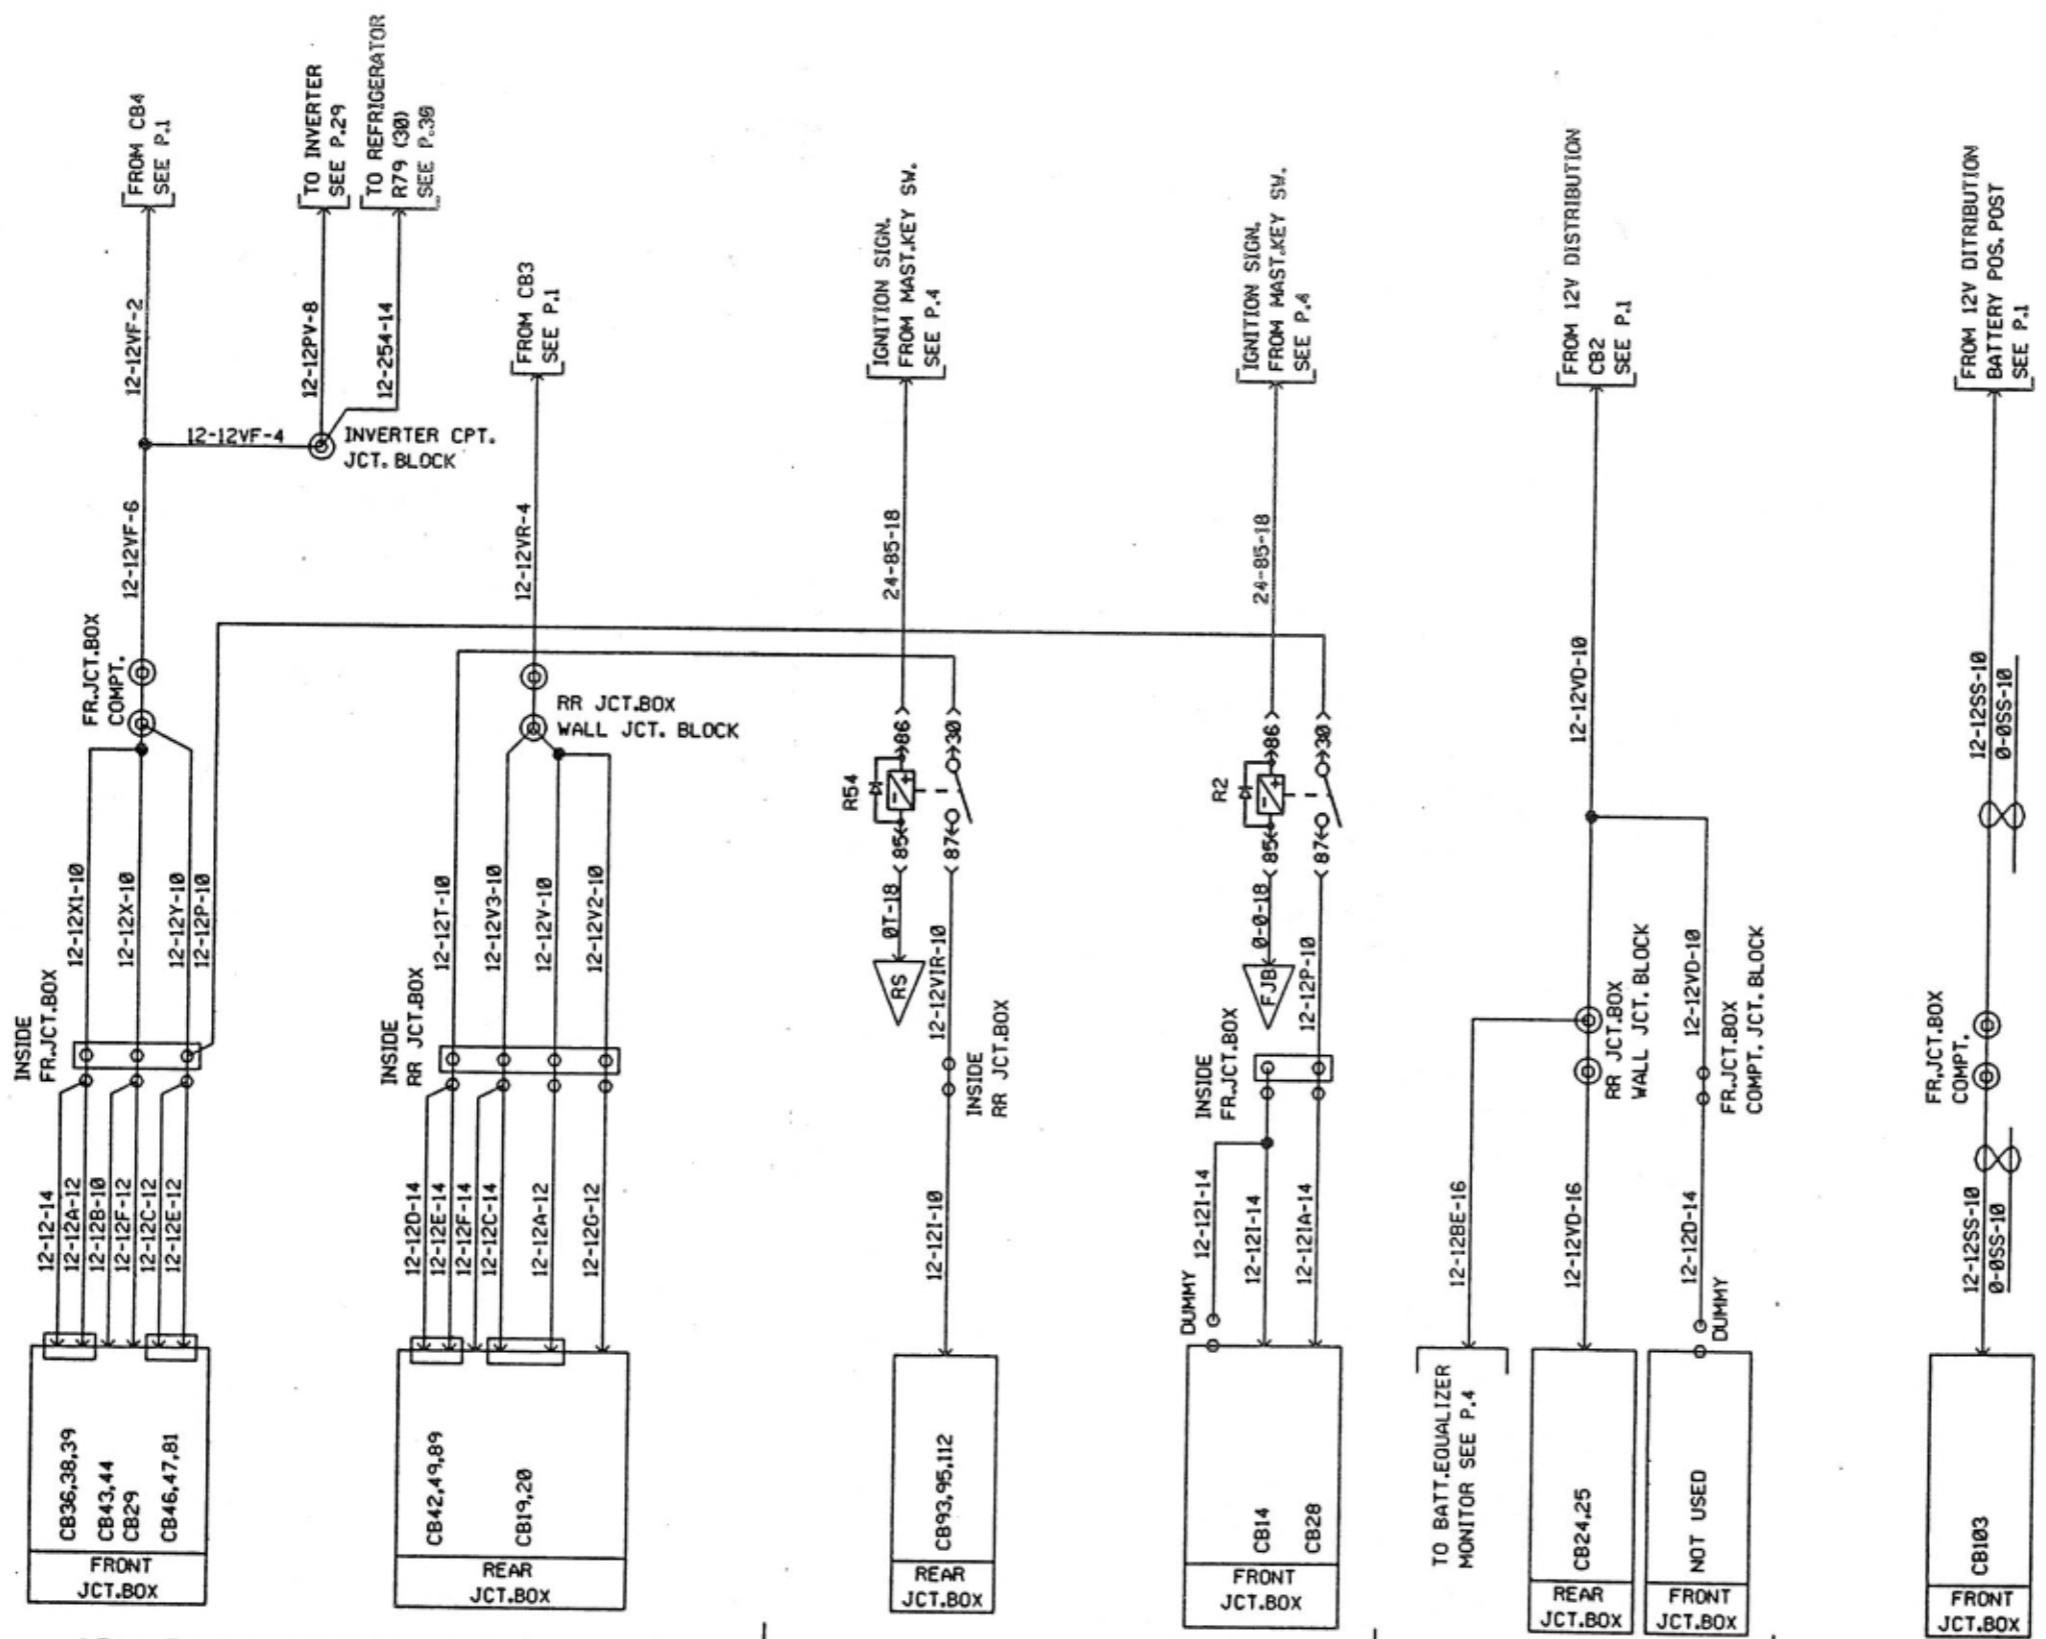 FROM CB4
SEE P.1
12-12VF-2
TO INVERTER
SEE P.29
12-12PV-8
TO REFRIGERATOR
R79 (30)
SEE P.30
12-254-14
12-12VF-4
INVERTER CPT.
JCT. BLOCK
12-12VF-6
FR.JCT.BOX
COMPT.
12-12X1-10
12-12X-10
12-12Y-10
12-12P-10
INSIDE
FR.JCT.BOX
12-12-14
12-12A-12
12-12B-10
12-12F-12
12-12C-12
12-12E-12
CB36,38,39
CB43,44
CB29
CB46,47,81
FRONT
JCT.BOX
FROM CB3
SEE P.1
12-12VR-4
RR JCT.BOX
WALL JCT. BLOCK
12-12T-10
12-12V3-10
12-12V-10
12-12V2-10
INSIDE
RR JCT.BOX
12-12D-14
12-12E-14
12-12F-14
12-12C-14
12-12A-12
12-12G-12
CB42,49,89
CB19,20
REAR
JCT.BOX
IGNITION SIGN.
FROM MAST.KEY SW.
SEE P.4
24-85-18
R54
86
30
85
87
0T-18
RS
12-12VIR-10
INSIDE
RR JCT.BOX
12-12I-10
CB93,95,112
REAR
JCT.BOX
IGNITION SIGN.
FROM MAST.KEY SW.
SEE P.4
24-85-18
R2
86
30
85
87
0-0-18
FJB
12-12P-10
INSIDE
FR.JCT.BOX
12-12I-14
12-12I-14
12-12IA-14
DUMMY
CB14
CB28
FRONT
JCT.BOX
FROM 12V DISTRIBUTION
CB2
SEE P.1
12-12VD-10
RR JCT.BOX
WALL JCT. BLOCK
12-12VD-10
FR.JCT.BOX
COMPT. JCT. BLOCK
12-12BE-16
12-12VD-16
12-12D-14
DUMMY
TO BATT.EQUALIZER
MONITOR SEE P.4
CB24,25
REAR
JCT.BOX
NOT USED
FRONT
JCT.BOX
FROM 12V DITRIBUTION
BATTERY POS. POST
SEE P.1
12-12SS-10
0-0SS-10
FR.JCT.BOX
COMPT.
12-12SS-10
0-0SS-10
CB103
FRONT
JCT.BOX